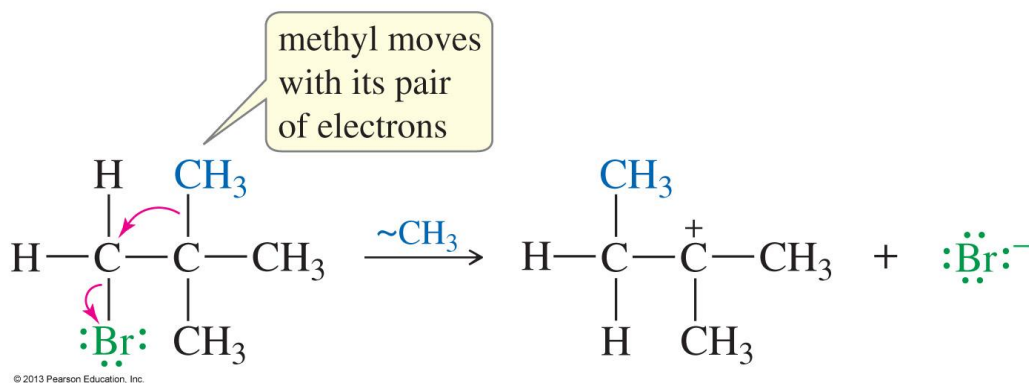 methyl moves
with its pair
of electrons
H CH₃ CH₃
H—C—C—CH₃ ~CH₃ H—C—C⁺—CH₃ + :Br:⁻
:Br: CH₃ H CH₃
© 2013 Pearson Education, Inc.